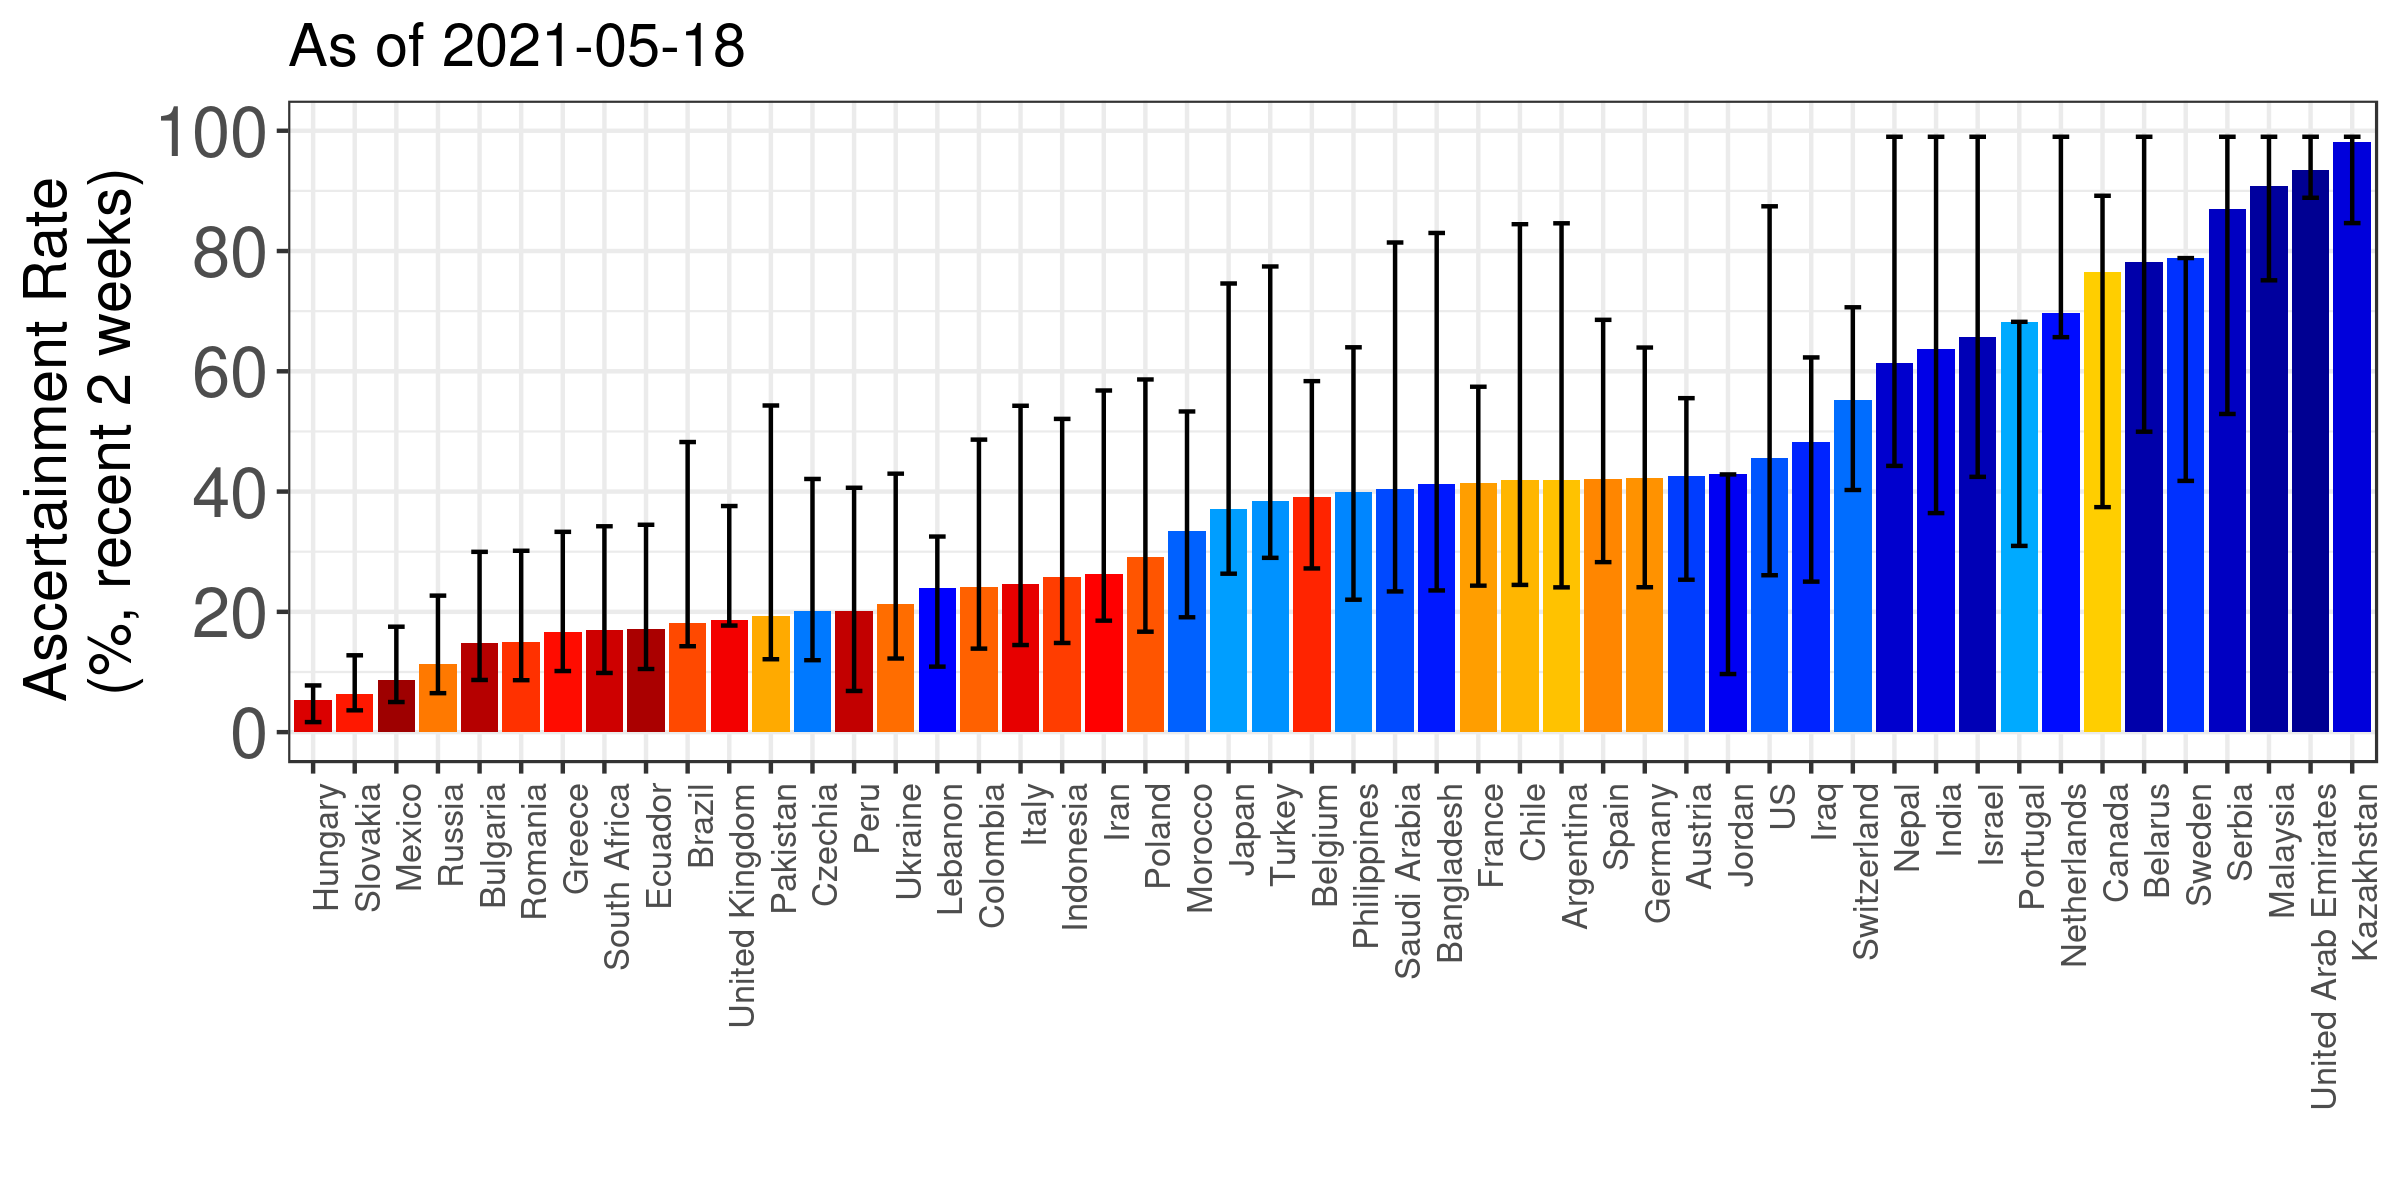 As of 2021-05-18
Ascertainment Rate
(%, recent 2 weeks)
100
80
60
40
20
0
Hungary
Slovakia
Mexico
Russia
Bulgaria
Romania
Greece
South Africa
Ecuador
Brazil
United Kingdom
Pakistan
Czechia
Peru
Ukraine
Lebanon
Colombia
Italy
Indonesia
Iran
Poland
Morocco
Japan
Turkey
Belgium
Philippines
Saudi Arabia
Bangladesh
France
Chile
Argentina
Spain
Germany
Austria
Jordan
US
Iraq
Switzerland
Nepal
India
Israel
Portugal
Netherlands
Canada
Belarus
Sweden
Serbia
Malaysia
United Arab Emirates
Kazakhstan